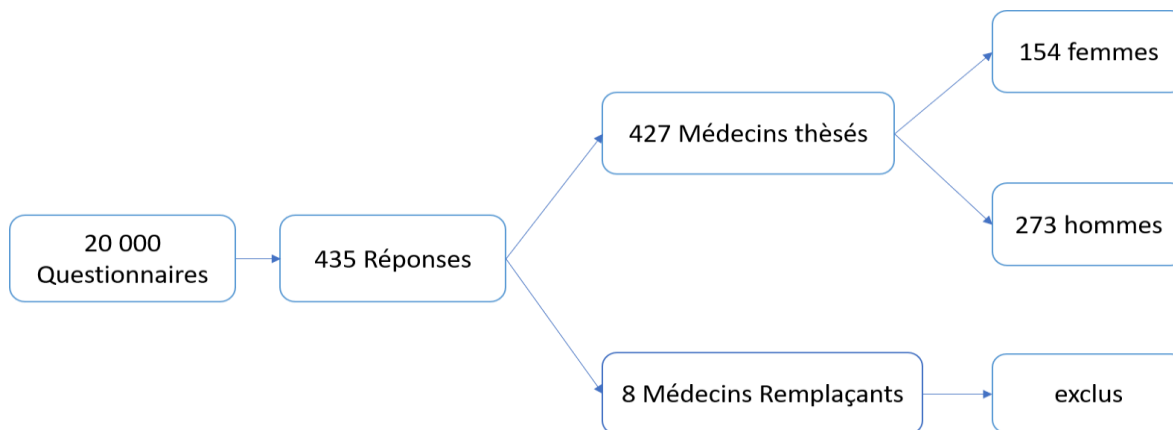 20 000
Questionnaires
435 Réponses
427 Médecins thèsés
154 femmes
273 hommes
8 Médecins Remplaçants
exclus